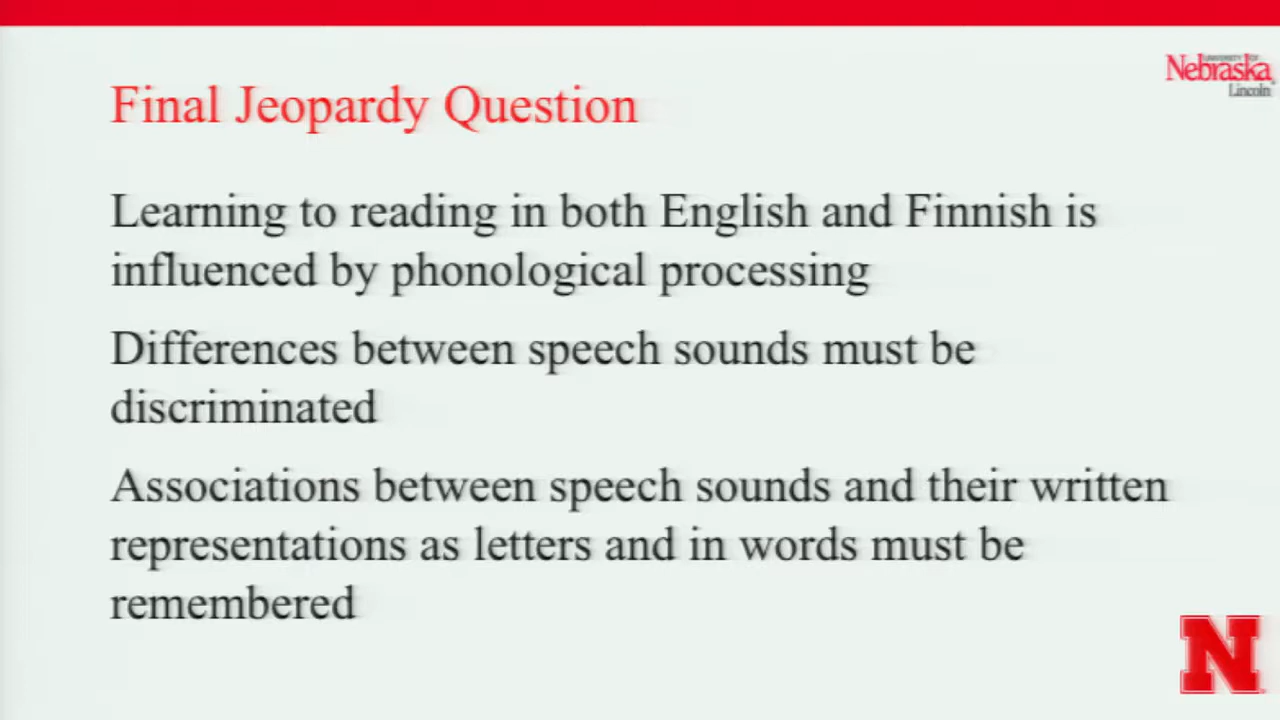 UNIVERSITY OF
Nebraska
Lincoln
Final Jeopardy Question
Learning to reading in both English and Finnish is
influenced by phonological processing
Differences between speech sounds must be
discriminated
Associations between speech sounds and their written
representations as letters and in words must be
remembered
N